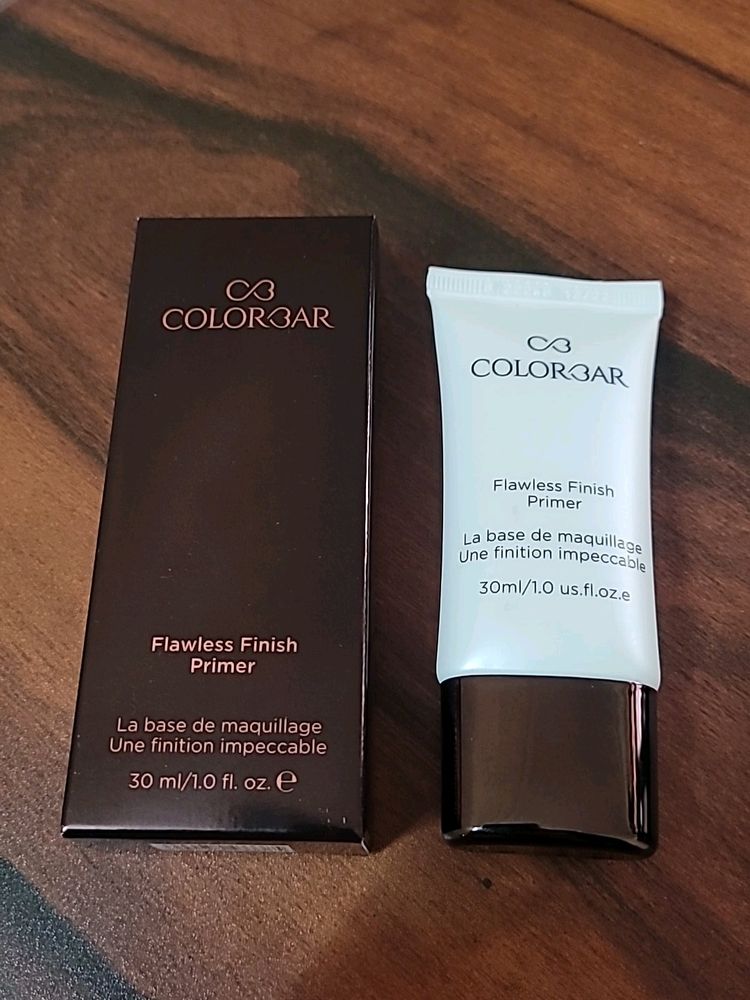 COLORBAR
Flawless Finish
Primer
La base de maquillage
Une finition impeccable
30 ml/1.0 fl. oz. e
COLORBAR
Flawless Finish
Primer
La base de maquillage
Une finition impeccable
30ml/1.0 us.fl.oz.e